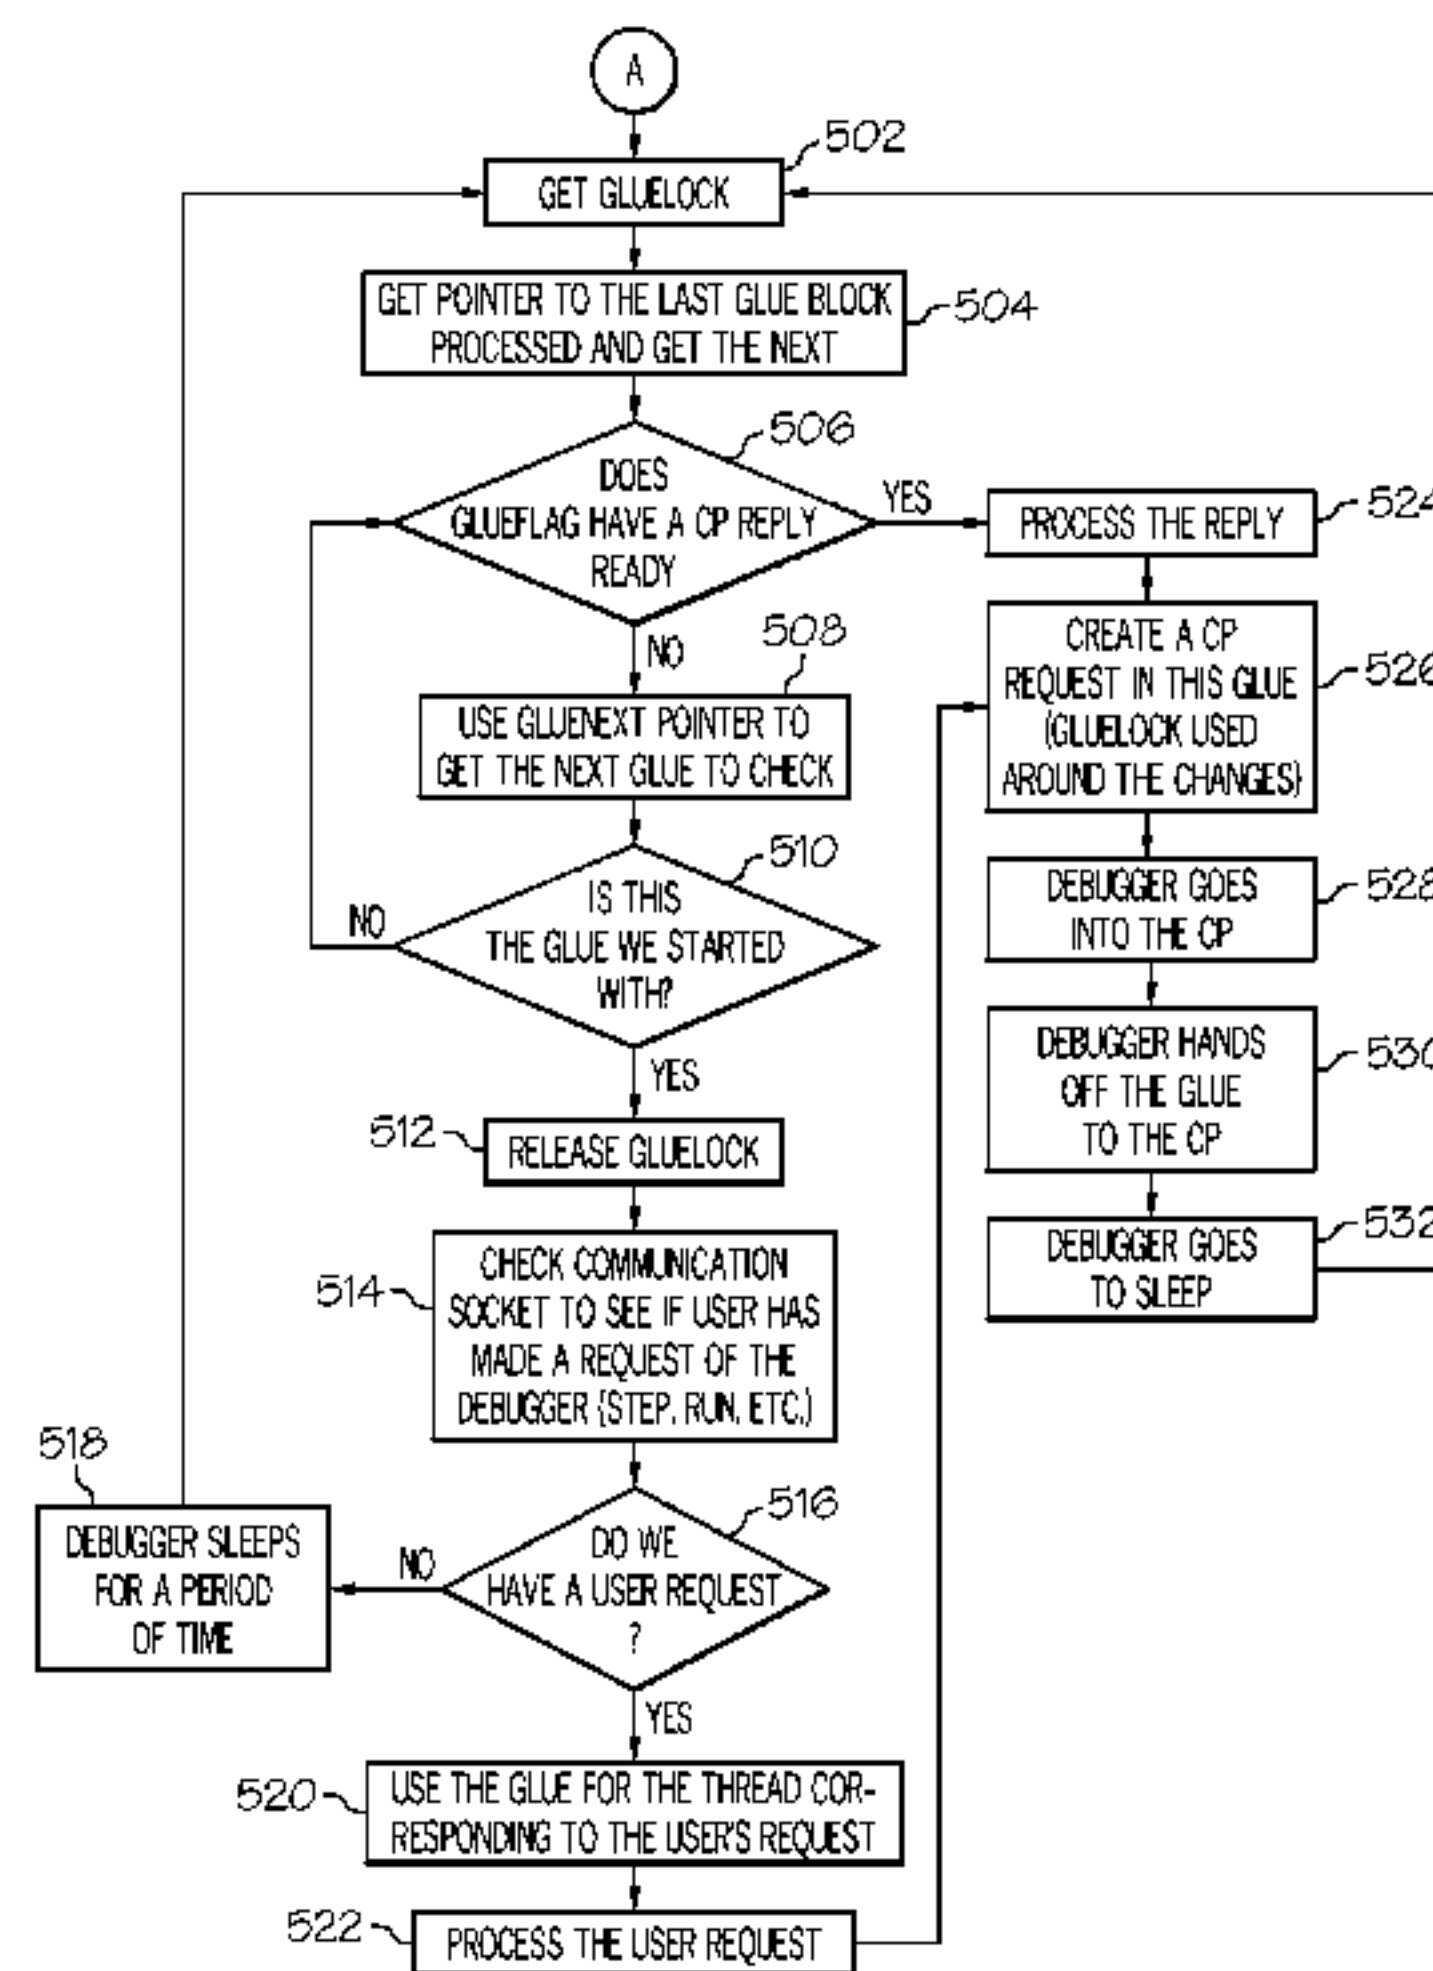 A
502
GET GLUELOCK
GET POINTER TO THE LAST GLUE BLOCK
PROCESSED AND GET THE NEXT
504
506
DOES
GLUEFLAG HAVE A CP REPLY
READY
YES
NO
PROCESS THE REPLY
524
508
USE GLUENEXT POINTER TO
GET THE NEXT GLUE TO CHECK
CREATE A CP
REQUEST IN THIS GLUE
(GLUELOCK USED
AROUND THE CHANGES)
526
510
IS THIS
THE GLUE WE STARTED
WITH?
NO
YES
DEBUGGER GOES
INTO THE CP
528
DEBUGGER HANDS
OFF THE GLUE
TO THE CP
530
512
RELEASE GLUELOCK
DEBUGGER GOES
TO SLEEP
532
514
CHECK COMMUNICATION
SOCKET TO SEE IF USER HAS
MADE A REQUEST OF THE
DEBUGGER (STEP, RUN, ETC.)
516
DO WE
HAVE A USER REQUEST
?
NO
YES
518
DEBUGGER SLEEPS
FOR A PERIOD
OF TIME
520
USE THE GLUE FOR THE THREAD COR-
RESPONDING TO THE USER'S REQUEST
522
PROCESS THE USER REQUEST